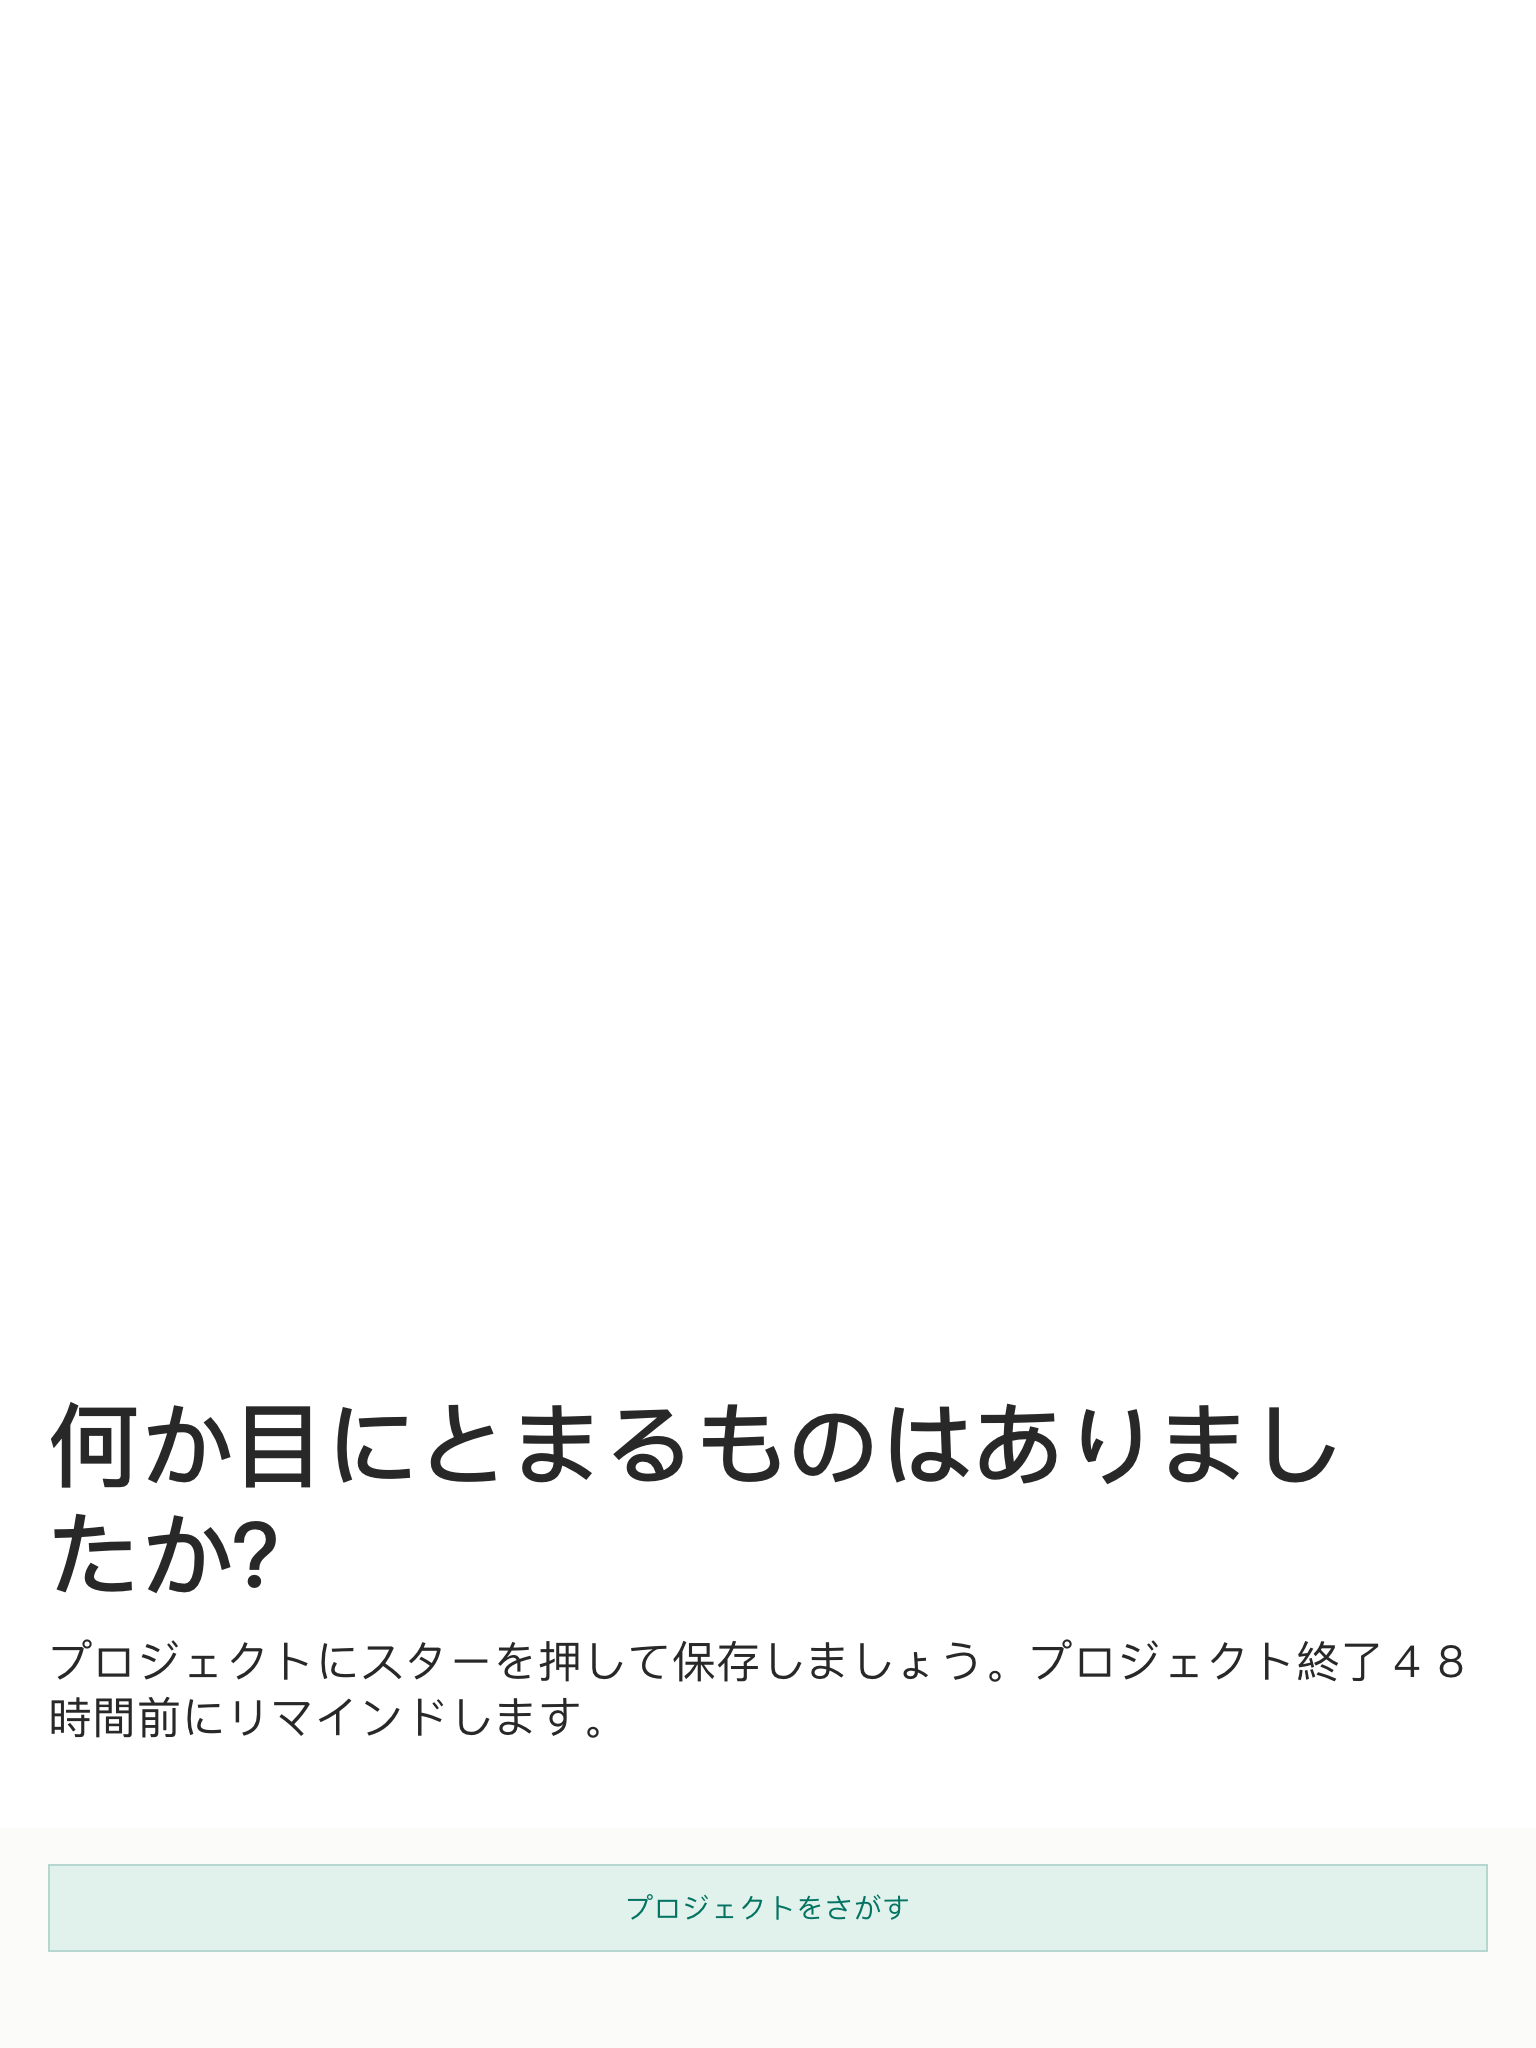 何か目にとまるものはありまし
たか?
プロジェクトにスターを押して保存しましょう。プロジェクト終了４８
時間前にリマインドします。
プロジェクトをさがす